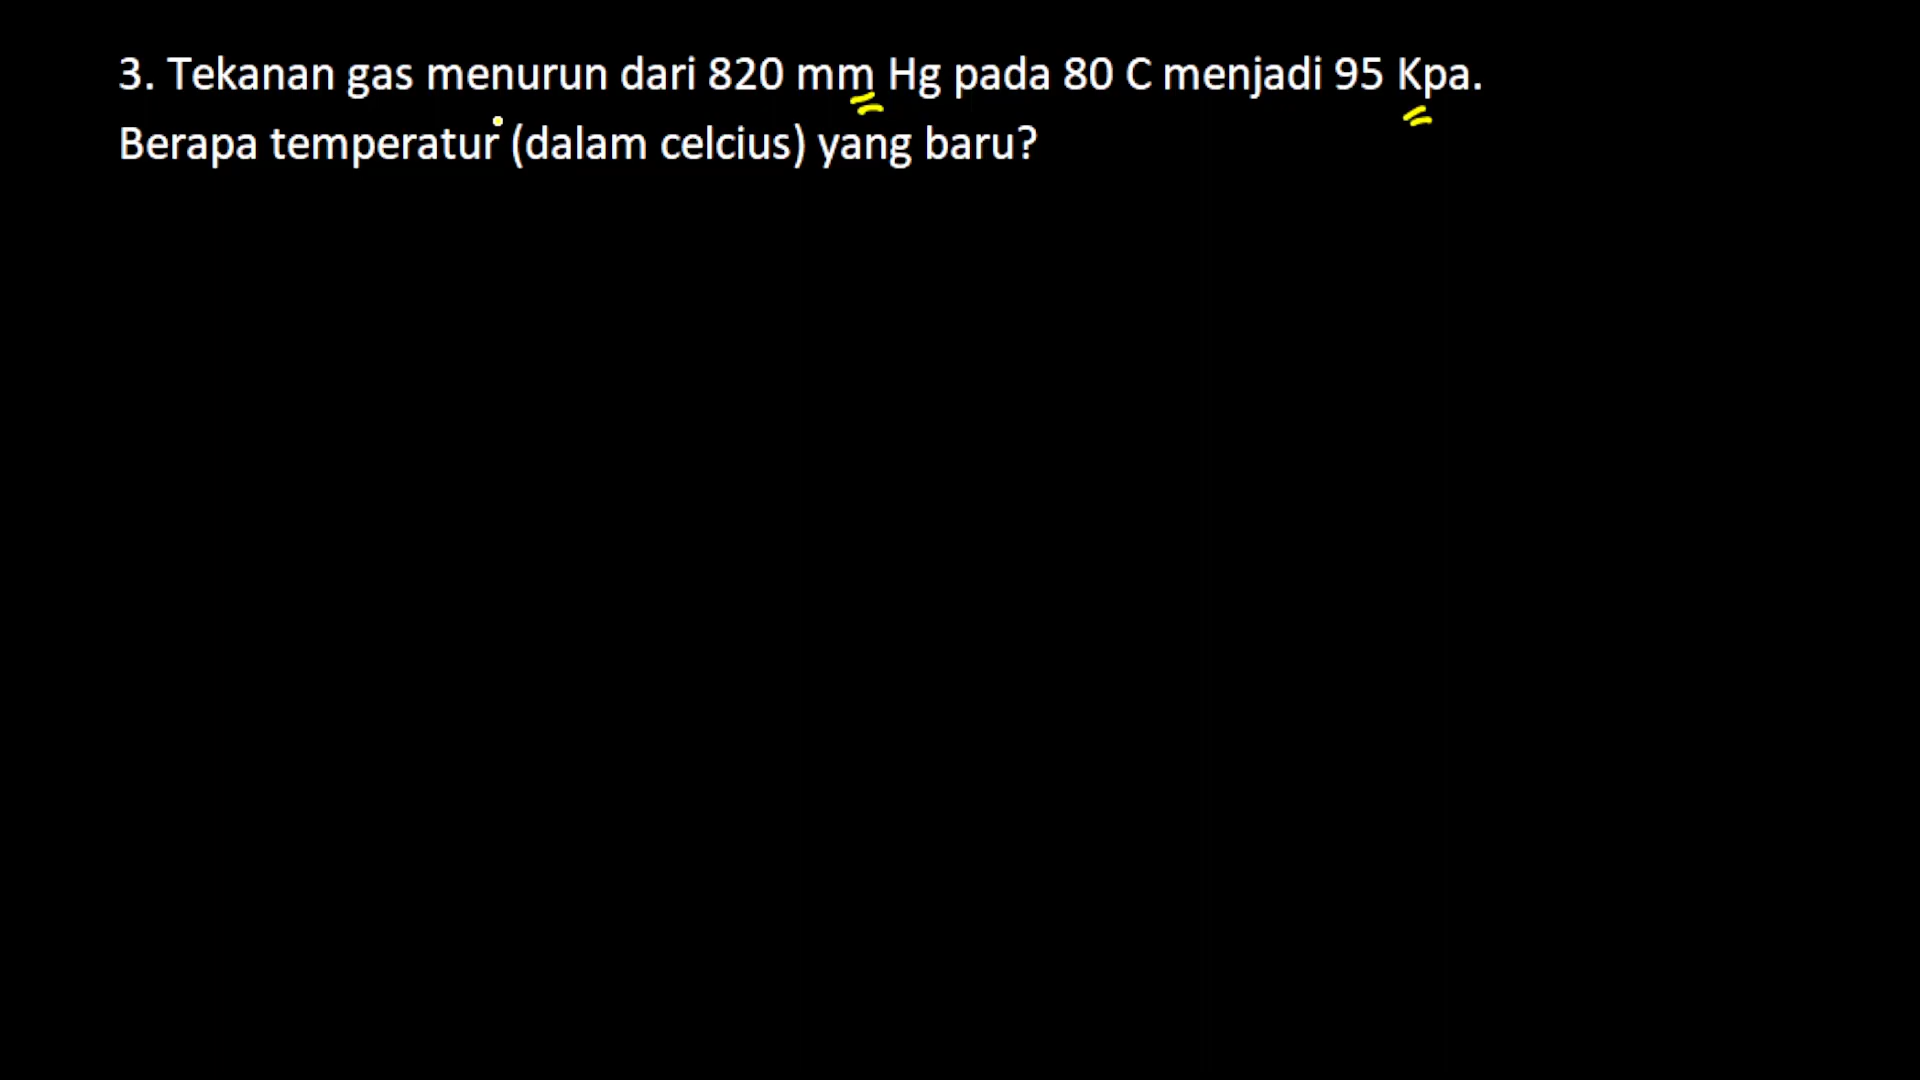 3. Tekanan gas menurun dari 820 mm Hg pada 80 C menjadi 95 Kpa.
Berapa temperatur (dalam celcius) yang baru?